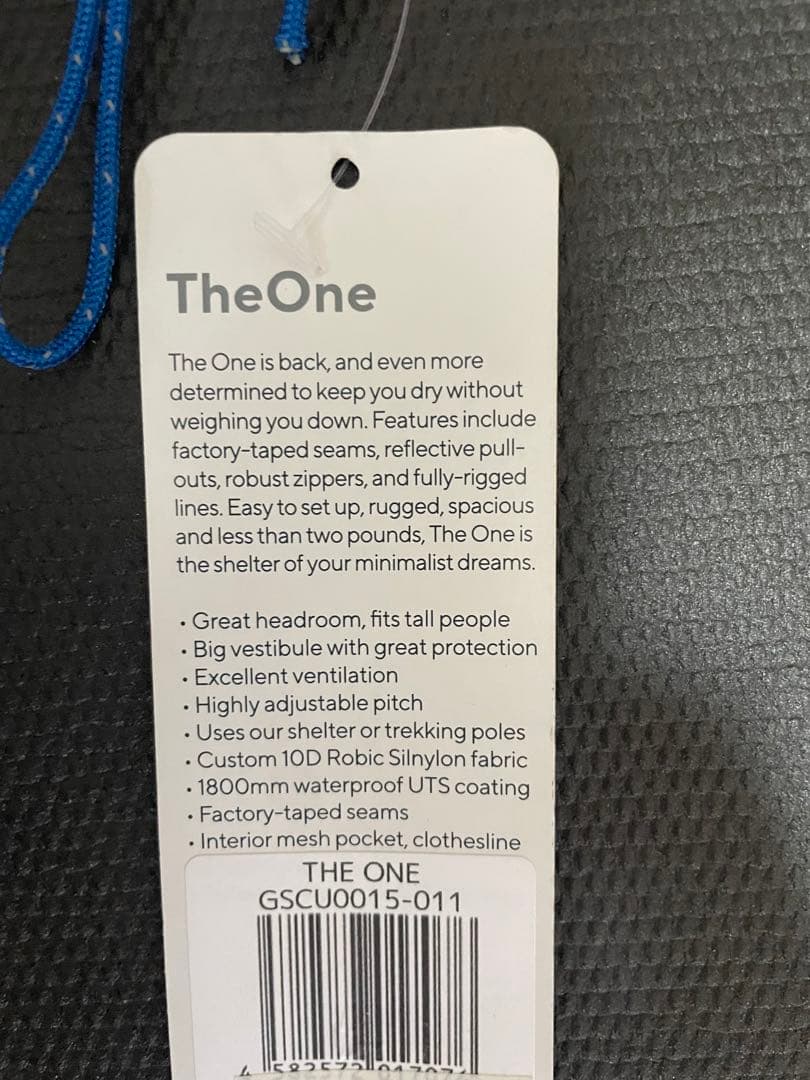 TheOne
The One is back, and even more
determined to keep you dry without
weighing you down. Features include
factory-taped seams, reflective pull-
outs, robust zippers, and fully-rigged
lines. Easy to set up, rugged, spacious
and less than two pounds, The One is
the shelter of your minimalist dreams.
• Great headroom, fits tall people
• Big vestibule with great protection
• Excellent ventilation
• Highly adjustable pitch
• Uses our shelter or trekking poles
• Custom 10D Robic Silnylon fabric
• 1800mm waterproof UTS coating
• Factory-taped seams
• Interior mesh pocket, clothesline
THE ONE
GSCU0015-011
4 582572